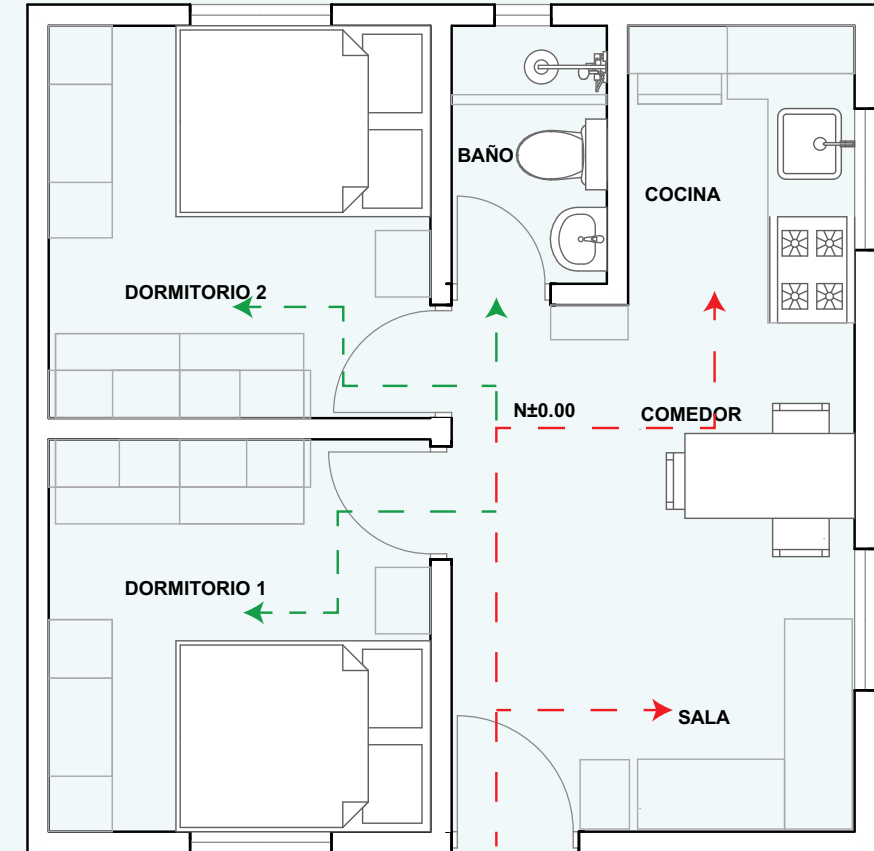 BAÑO
COCINA
DORMITORIO 2
N±0.00
COMEDOR
DORMITORIO 1
SALA